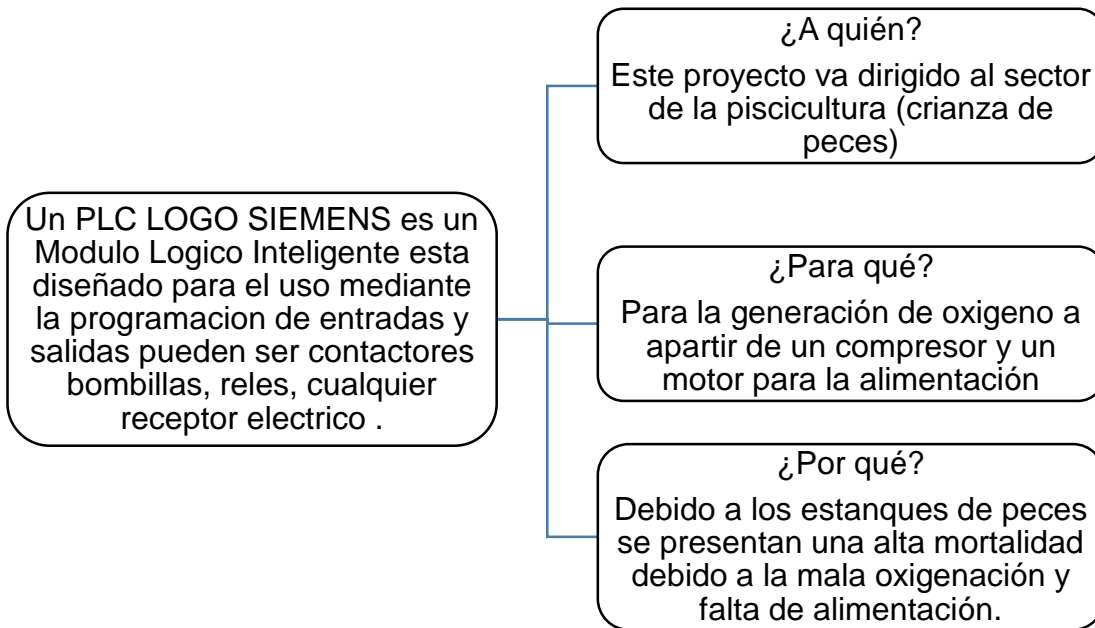 Un PLC LOGO SIEMENS es un
Modulo Logico Inteligente esta
diseñado para el uso mediante
la programacion de entradas y
salidas pueden ser contactores
bombillas, reles, cualquier
receptor electrico .
¿A quién?
Este proyecto va dirigido al sector
de la piscicultura (crianza de
peces)
¿Para qué?
Para la generación de oxigeno a
apartir de un compresor y un
motor para la alimentación
¿Por qué?
Debido a los estanques de peces
se presentan una alta mortalidad
debido a la mala oxigenación y
falta de alimentación.